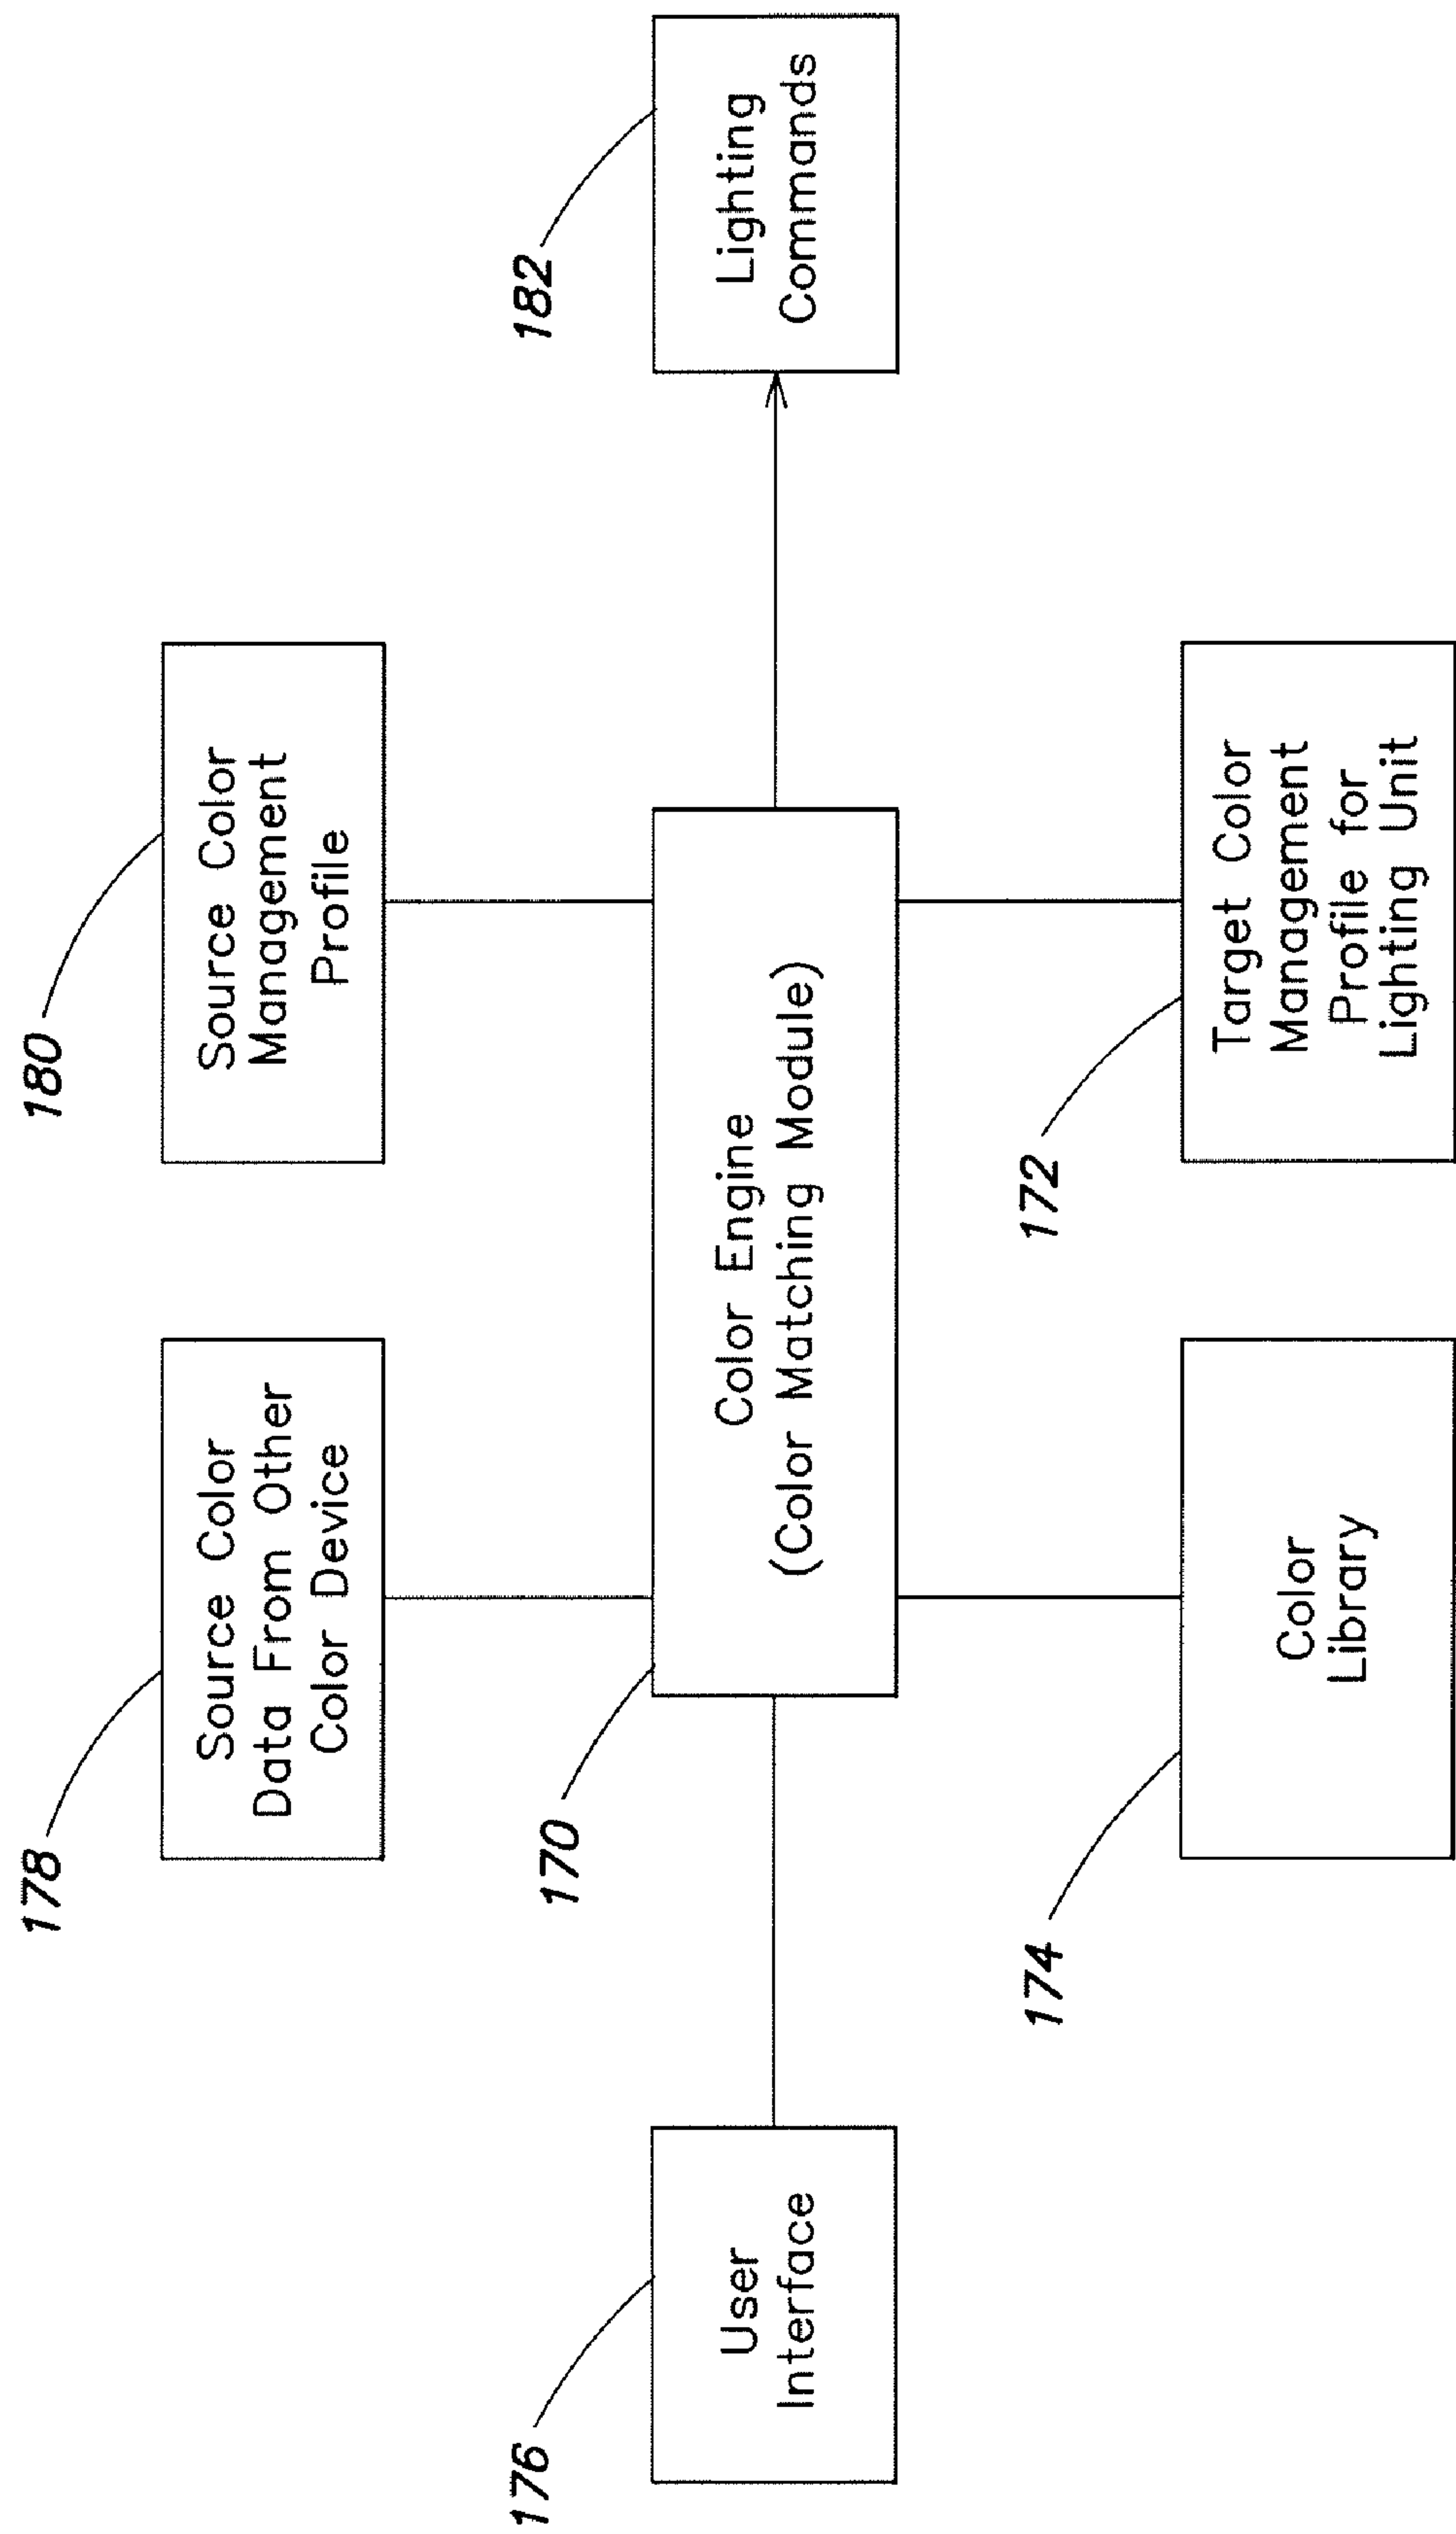 178
Source Color
Data From Other
Color Device
180
Source Color
Management
Profile
176
User
Interface
170
Color Engine
(Color Matching Module)
182
Lighting
Commands
174
Color
Library
172
Target Color
Management
Profile for
Lighting Unit